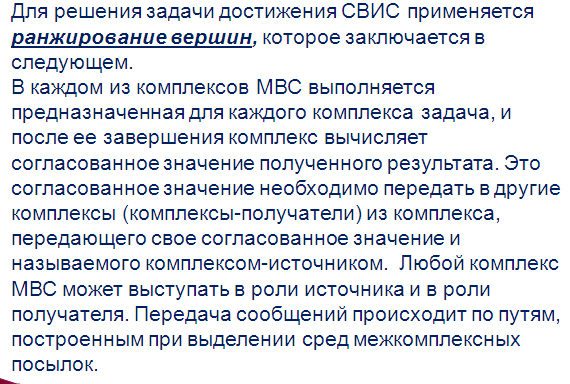 Для решения задачи достижения СВИС применяется
ранжирование вершин, которое заключается в
следующем.
В каждом из комплексов МВС выполняется
предназначенная для каждого комплекса задача, и
после ее завершения комплекс вычисляет
согласованное значение полученного результата. Это
согласованное значение необходимо передать в другие
комплексы (комплексы-получатели) из комплекса,
передающего свое согласованное значение и
называемого комплексом-источником. Любой комплекс
МВС может выступать в роли источника и в роли
получателя. Передача сообщений происходит по путям,
построенным при выделении сред межкомплексных
посылок.